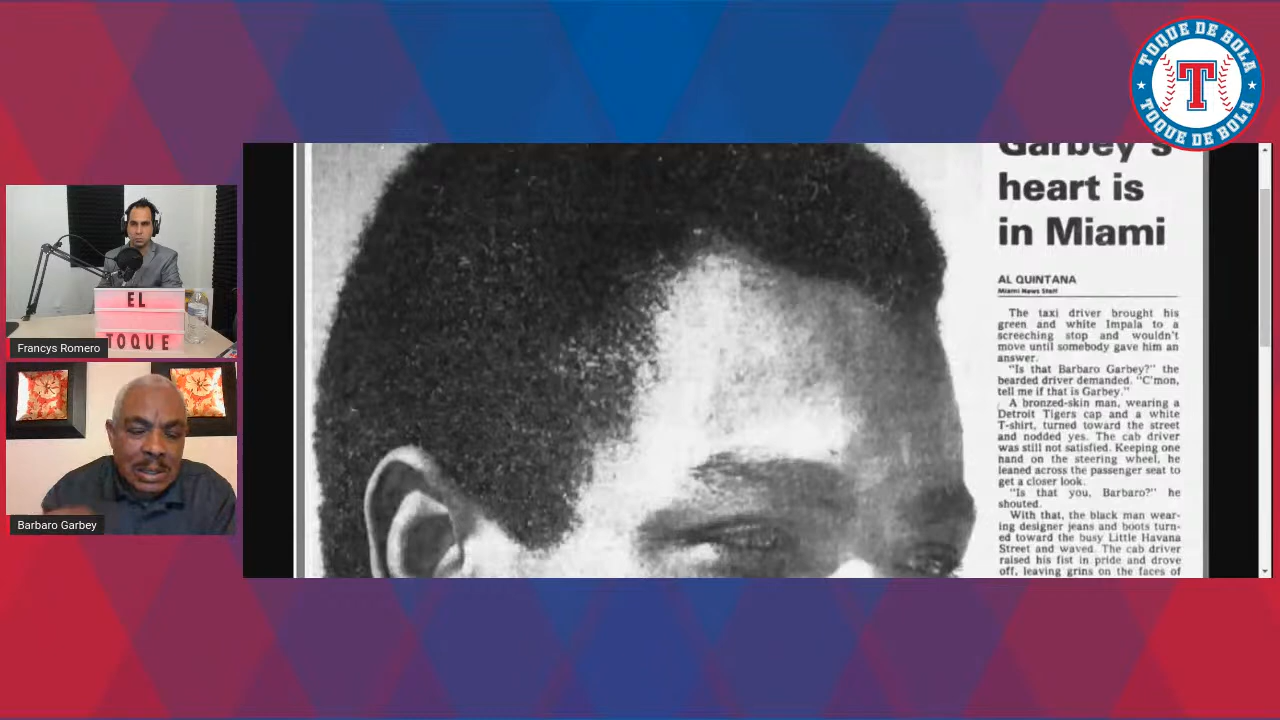 TOQUE DE BOLA
T
TOQUE DE BOLA
EL
TOQUE
Francys Romero
Barbaro Garbey
Garbey's
heart is
in Miami
AL QUINTANA
Miami News Staff
The taxi driver brought his
green and white Impala to a
screeching stop and wouldn't
move until somebody gave him an
answer.
"Is that Barbaro Garbey?" the
bearded driver demanded. "C'mon,
tell me if that is Garbey."
A bronzed-skin man, wearing a
Detroit Tigers cap and a white
T-shirt, turned toward the street
and nodded yes. The cab driver
was still not satisfied. Keeping one
hand on the steering wheel, he
leaned across the passenger seat to
get a closer look.
"Is that you, Barbaro?" he
shouted.
With that, the black man wear-
ing designer jeans and boots turn-
ed toward the busy Little Havana
Street and waved. The cab driver
raised his fist in pride and drove
off, leaving grins on the faces of